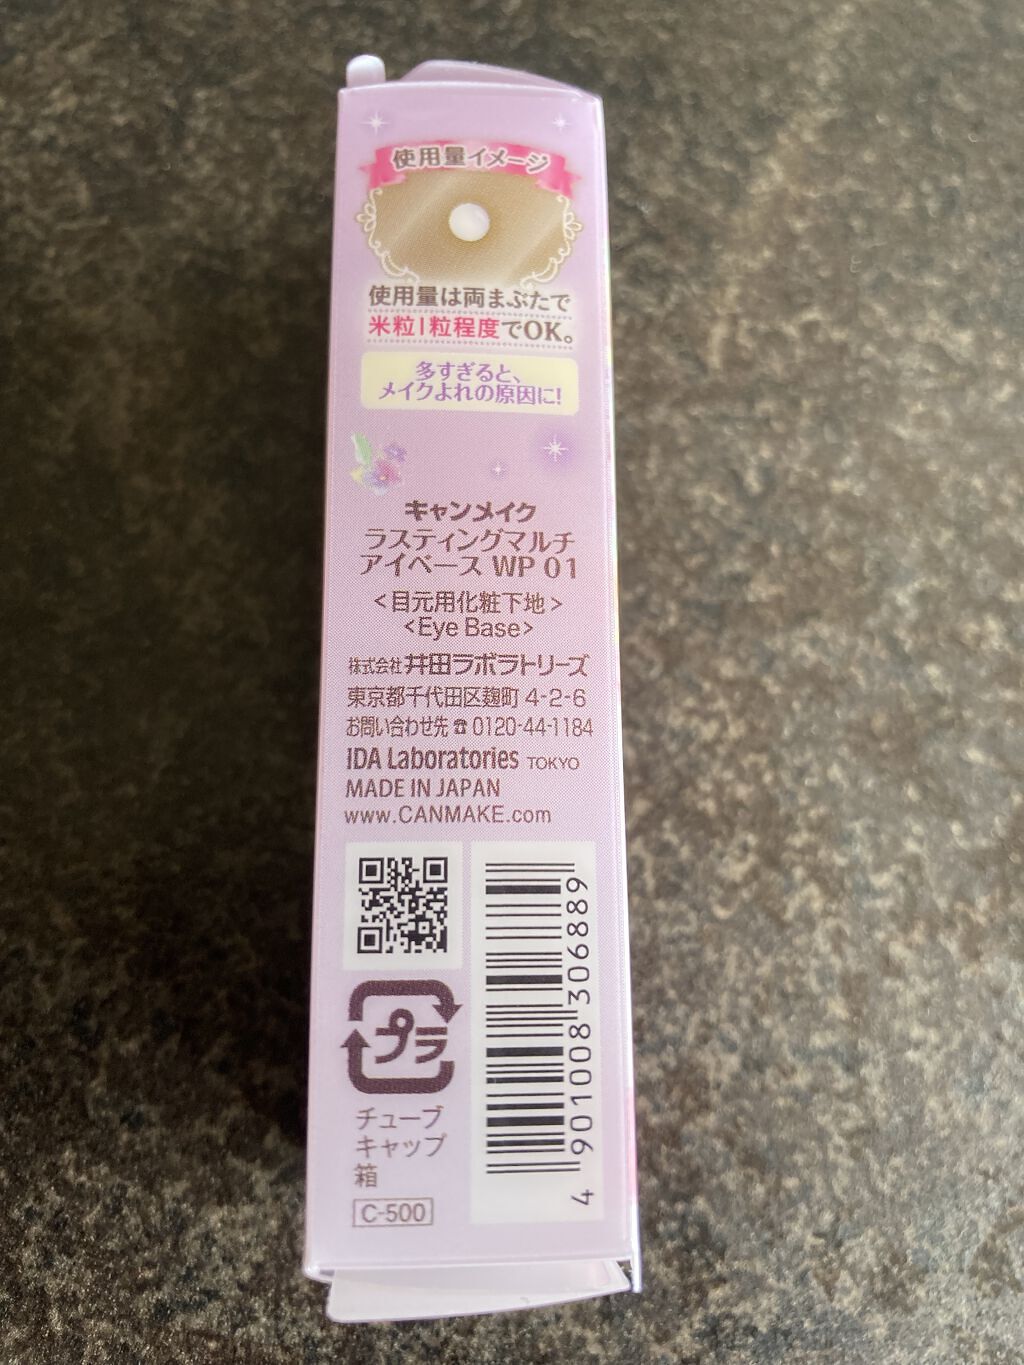 使用量イメージ
使用量は両まぶたで
米粒1粒程度でOK。
多すぎると、
メイクよれの原因に!
キャンメイク
ラスティングマルチ
アイベース WP 01
<目元用化粧下地>
<Eye Base>
株式会社井田ラボラトリーズ
東京都千代田区麹町 4-2-6
お問い合わせ先 ☎ 0120-44-1184
IDA Laboratories TOKYO
MADE IN JAPAN
www.CANMAKE.com
プラ
チューブ
キャップ
箱
C-500
4 901008 306889